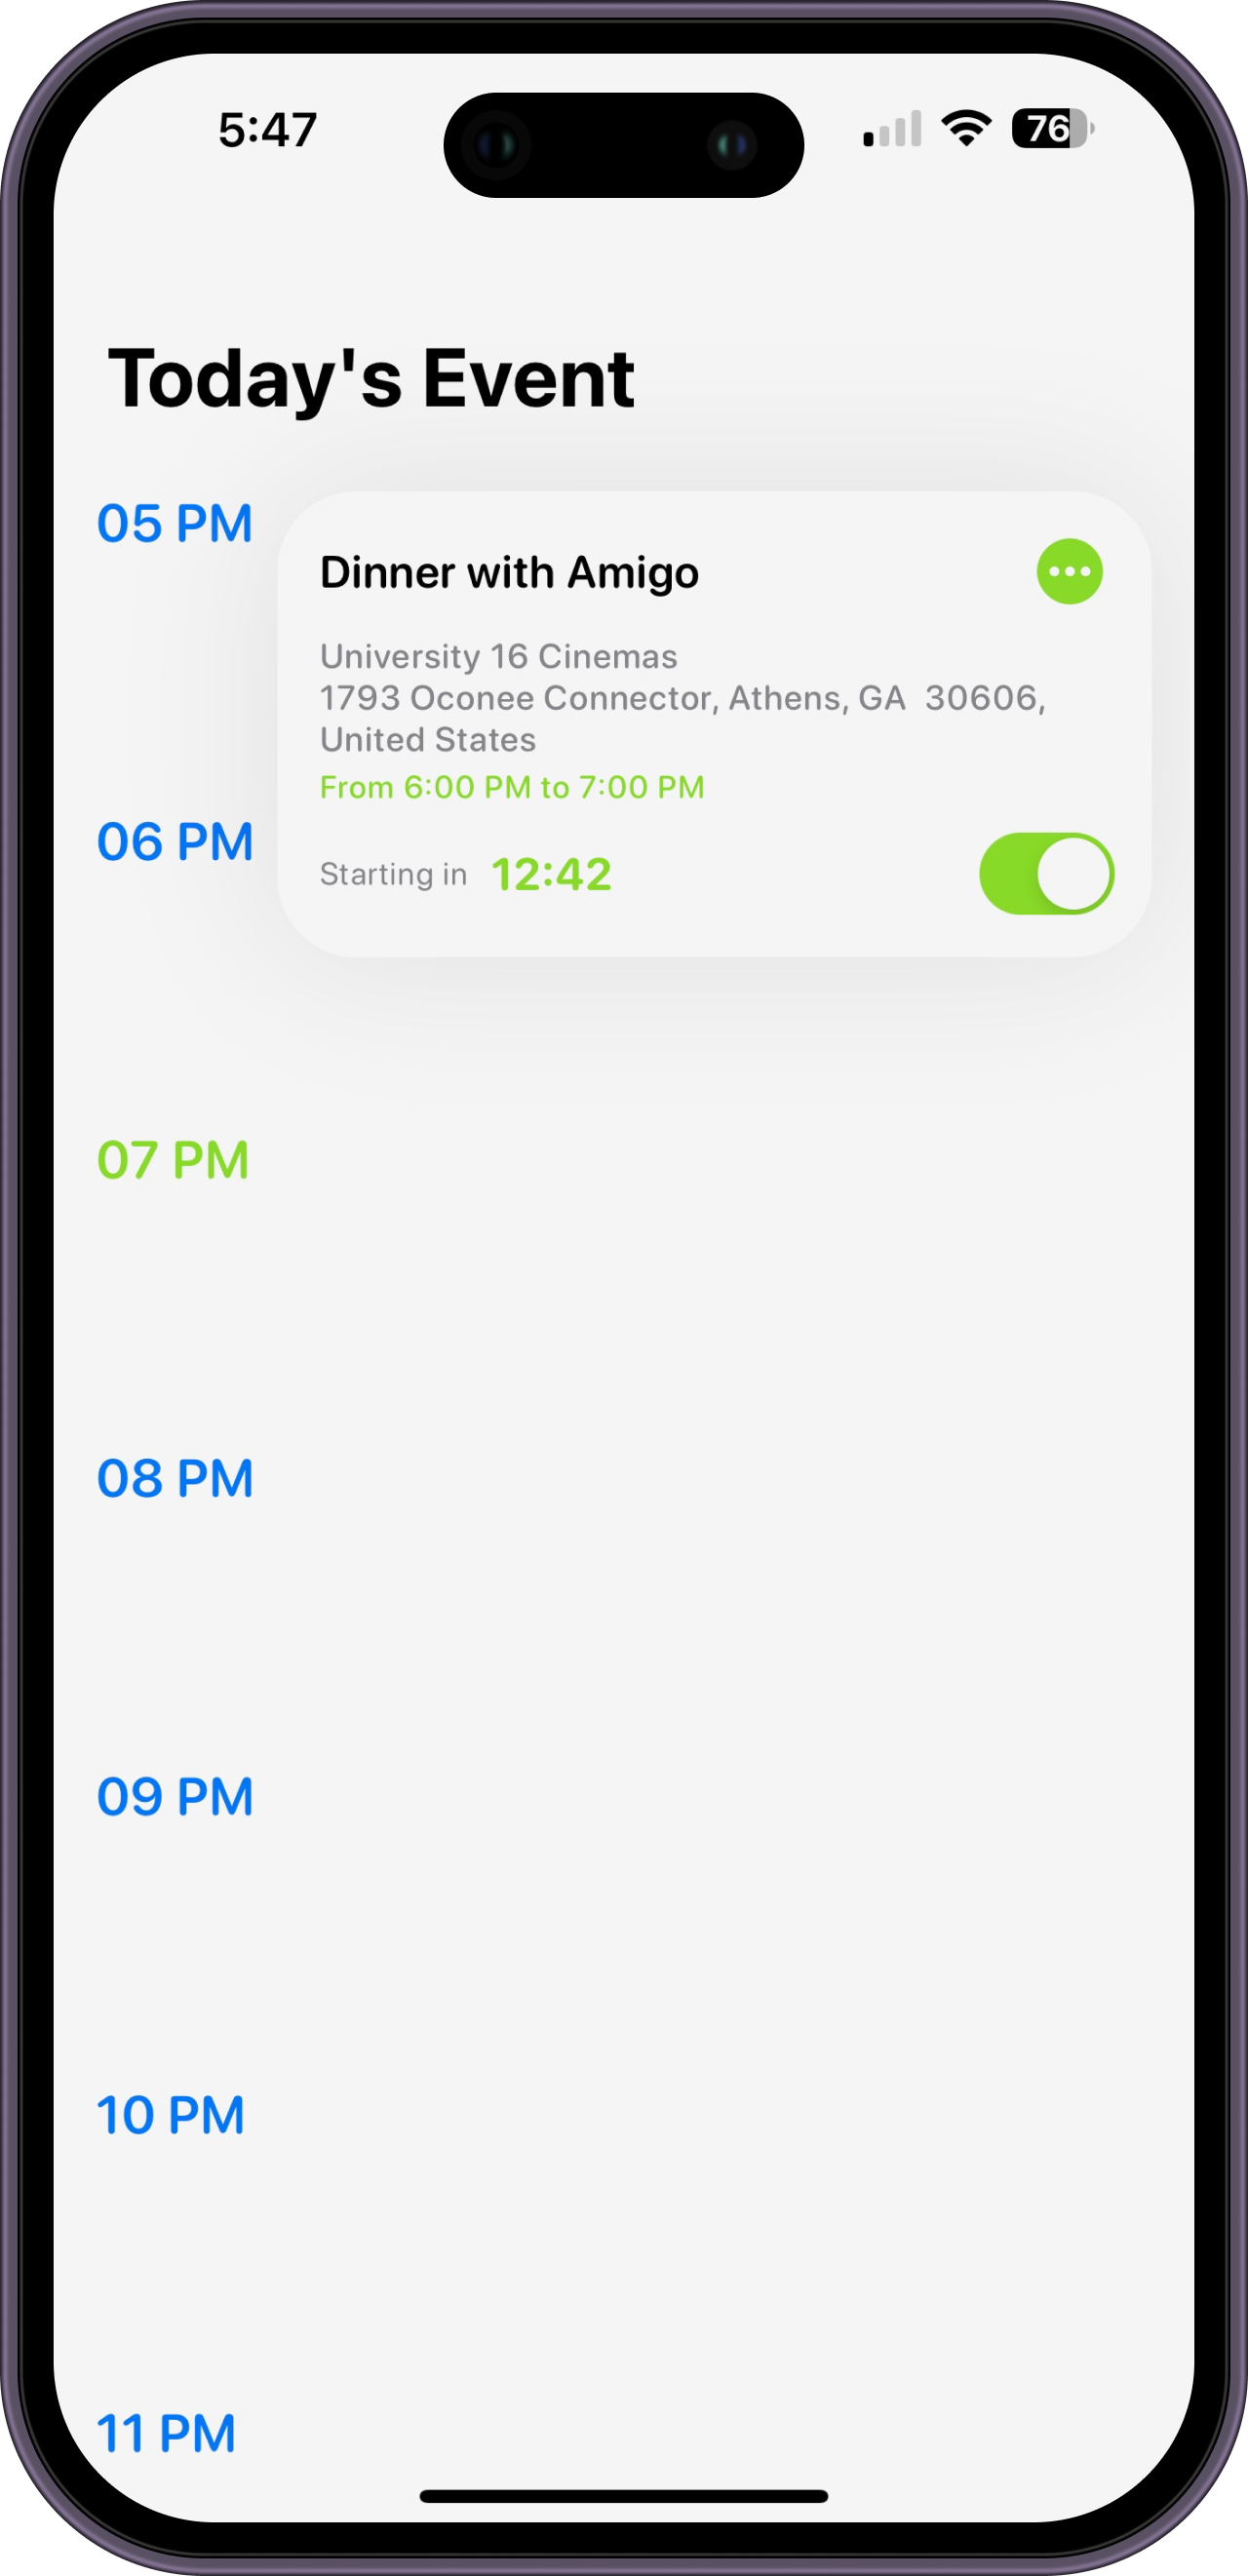 5:47
76
Today's Event
05 PM
Dinner with Amigo
University 16 Cinemas
1793 Oconee Connector, Athens, GA  30606,
United States
From 6:00 PM to 7:00 PM
06 PM
Starting in 12:42
07 PM
08 PM
09 PM
10 PM
11 PM